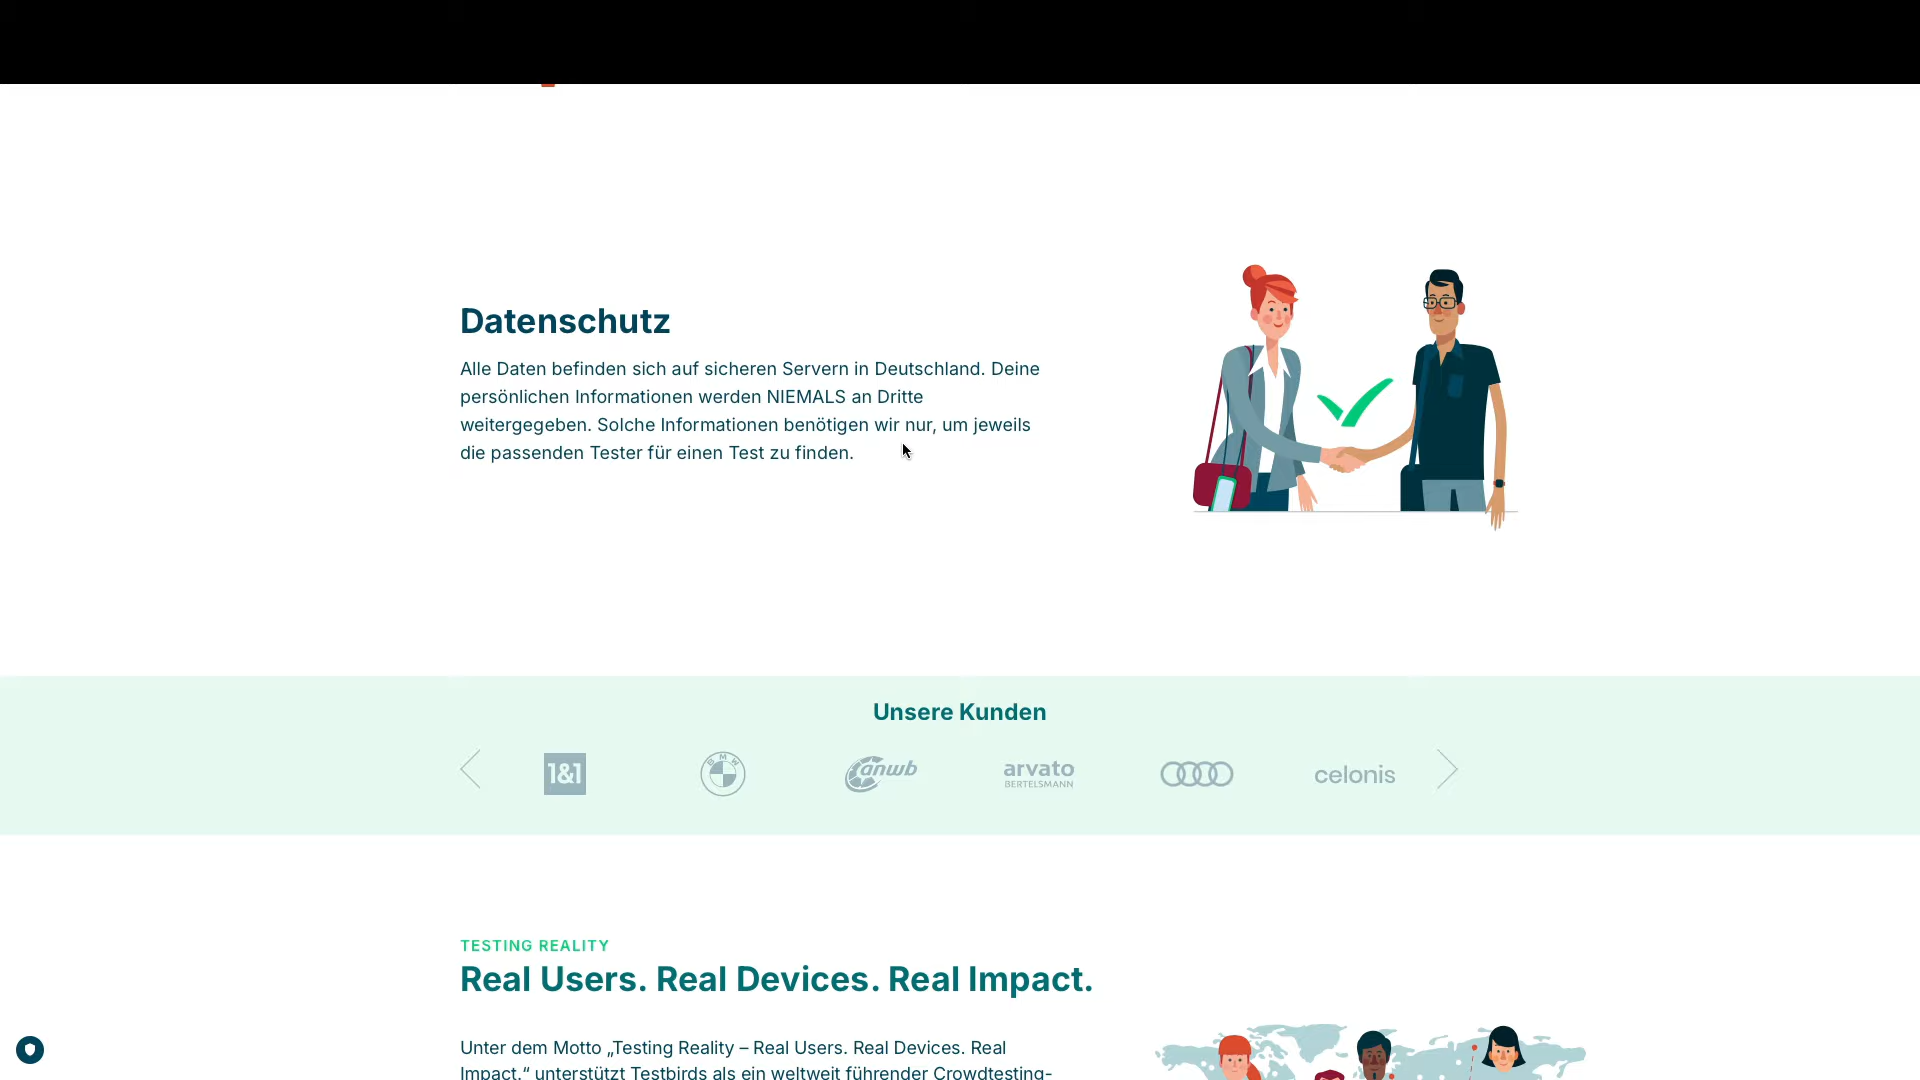 Datenschutz
Alle Daten befinden sich auf sicheren Servern in Deutschland. Deine
persönlichen Informationen werden NIEMALS an Dritte
weitergegeben. Solche Informationen benötigen wir nur, um jeweils
die passenden Tester für einen Test zu finden.
Unsere Kunden
1&1
BMW
anwb
arvato
BERTELSMANN
celonis
TESTING REALITY
Real Users. Real Devices. Real Impact.
Unter dem Motto „Testing Reality – Real Users. Real Devices. Real
Impact.“ unterstützt Testbirds als ein weltweit führender Crowdtesting-